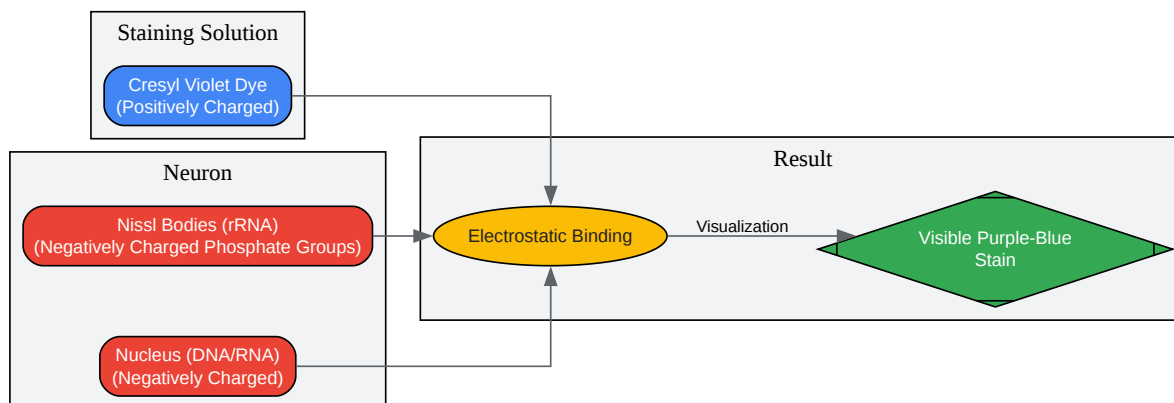 Staining Solution
Cresyl Violet Dye
(Positively Charged)
Neuron
Nissl Bodies (rRNA)
(Negatively Charged Phosphate Groups)
Nucleus (DNA/RNA)
(Negatively Charged)
Result
Electrostatic Binding
Visualization
Visible Purple-Blue
Stain